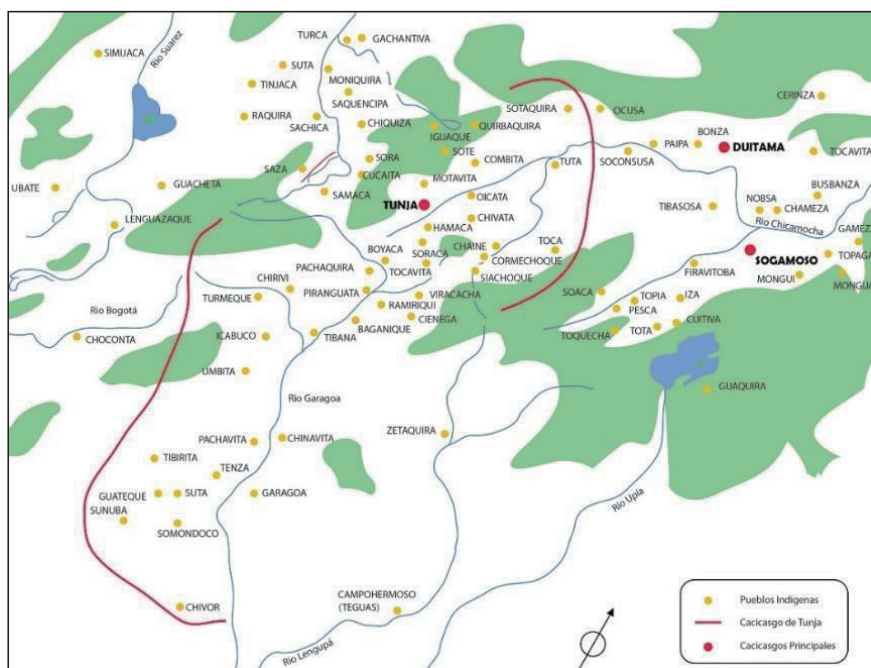 TURCA
GACHANTIVA
SIMIJACA
Rio Suarez
SUTA
MONIQUIRA
TINJACA
SAQUENCIPA
CERINZA
SOTAQUIRA
OCUSA
RAQUIRA
SACHICA
CHIQUIZA
IGUAQUE
QUIRBAQUIRA
BONZA
PAIPA
DUITAMA
TOCAVITA
SORA
SOTE
COMBITA
TUTA
SOCONSUSA
SAZA
CUCAITA
MOTAVITA
UBATE
GUACHETA
SAMACA
TUNJA
OICATA
BUSBANZA
NOBSA
CHAMEZA
TIBASOSA
LENGUAZAQUE
HAMACA
CHIVATA
Rio Chicamocha
GAMEZA
BOYACA
SORACA
CHAINE
TOCA
CORMECHOQUE
SOGAMOSO
TOPAGA
PACHAQUIRA
TOCAVITA
SIACHOQUE
FIRAVITOBA
MONGUI
MONGUA
CHIRIVI
TURMEQUE
PIRANGUATA
VIRACACHA
SOACA
TOPIA
IZA
Rio Bogotá
RAMIRIQUI
PESCA
CIENEGA
BAGANIQUE
CUITIVA
CHOCONTA
ICABUCO
TIBANA
TOQUECHA
TOTA
UMBITA
GUAQUIRA
Rio Garagoa
PACHAVITA
CHINAVITA
ZETAQUIRA
TIBIRITA
TENZA
GUATEQUE
SUTA
GARAGOA
SUNUBA
Rio Upía
SOMONDOCO
CHIVOR
CAMPOHERMOSO
(TEGUAS)
Rio Lengupá
Pueblos Indigenas
Cacicasgo de Tunja
Cacicasgos Principales